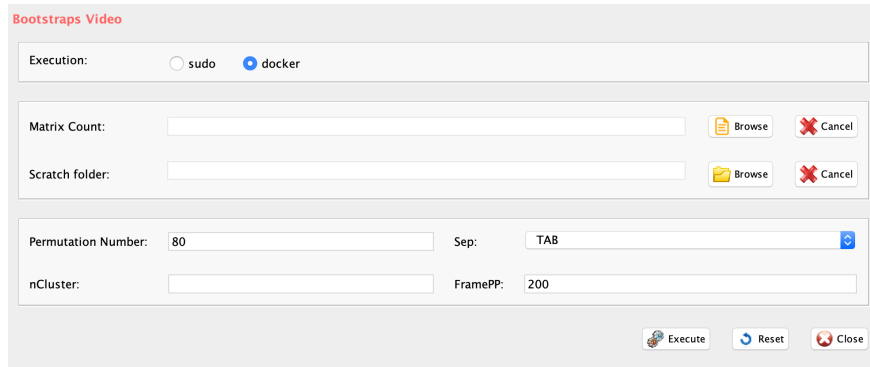 Bootstraps Video
Execution: sudo docker
Matrix Count: Browse Cancel
Scratch folder: Browse Cancel
Permutation Number: 80 Sep: TAB
nCluster: FramePP: 200
Execute Reset Close